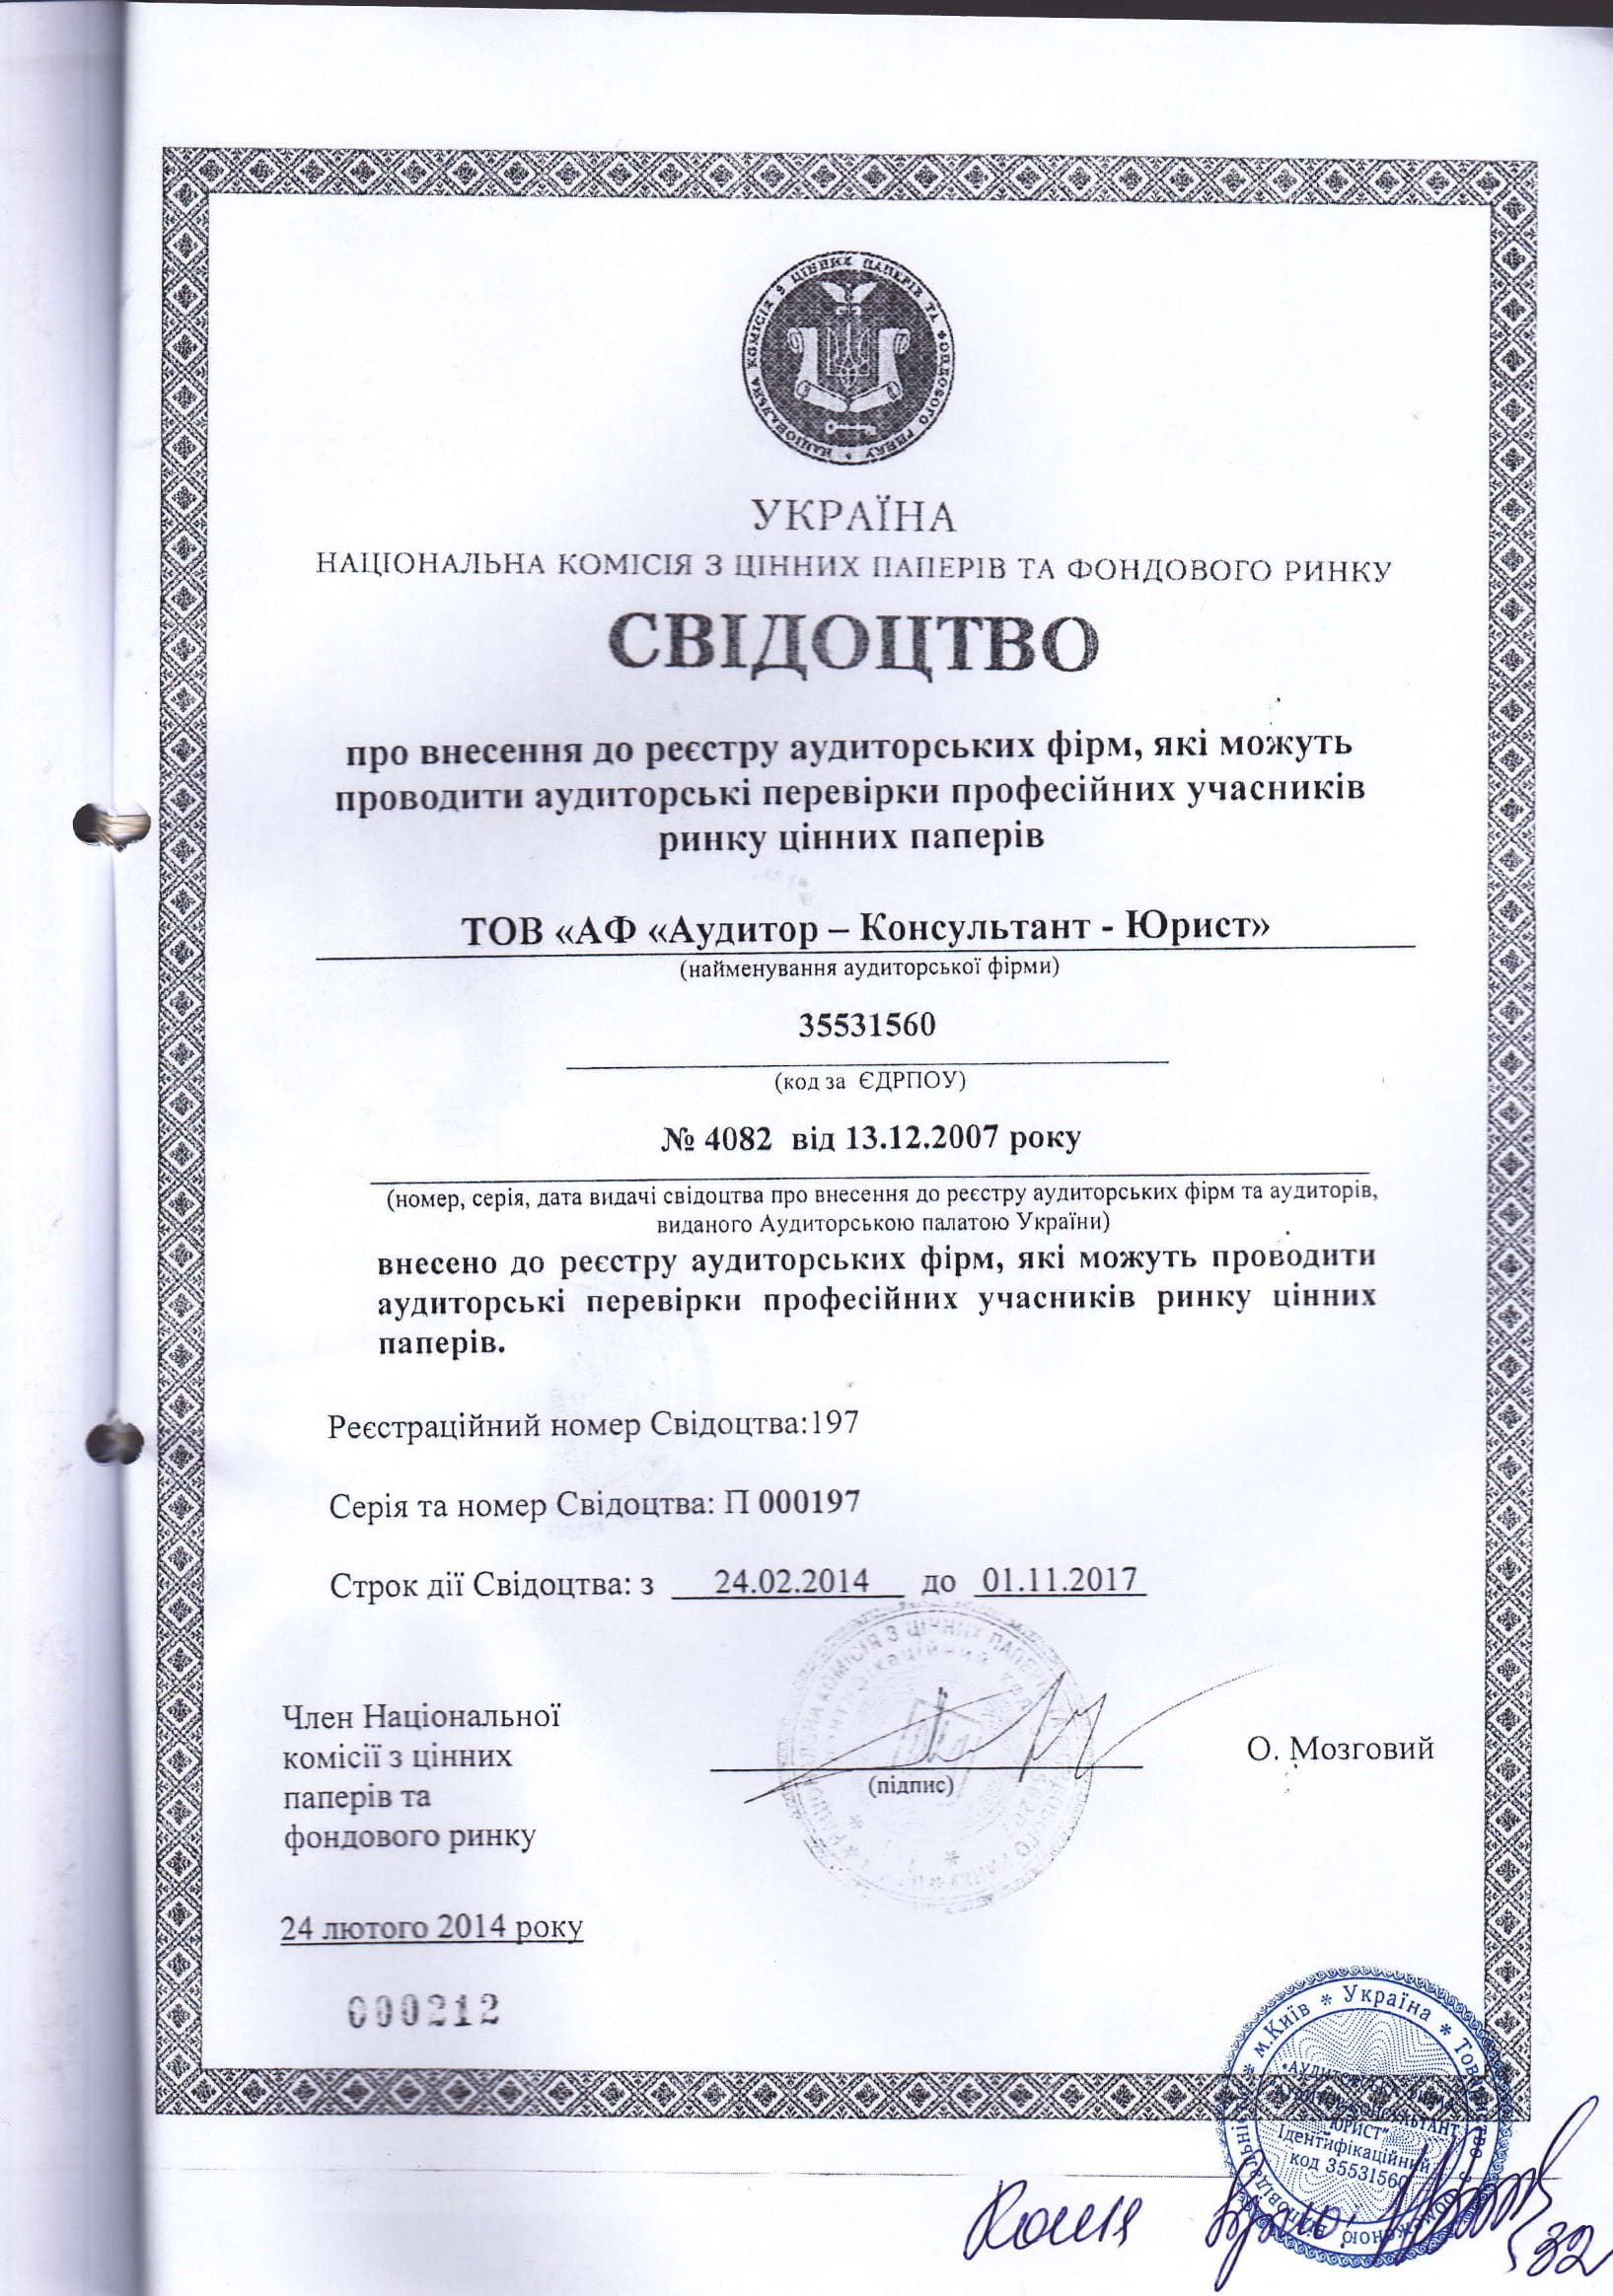 НАЦІОНАЛЬНА КОМІСІЯ З ЦІННИХ ПАПЕРІВ ТА ФОНДОВОГО РИНКУ
УКРАЇНА
НАЦІОНАЛЬНА КОМІСІЯ З ЦІННИХ ПАПЕРІВ ТА ФОНДОВОГО РИНКУ
СВІДОЦТВО
про внесення до реєстру аудиторських фірм, які можуть
проводити аудиторські перевірки професійних учасників
ринку цінних паперів
ТОВ «АФ «Аудитор – Консультант - Юрист»
(найменування аудиторської фірми)
35531560
(код за ЄДРПОУ)
№ 4082 від 13.12.2007 року
(номер, серія, дата видачі свідоцтва про внесення до реєстру аудиторських фірм та аудиторів,
виданого Аудиторською палатою України)
внесено до реєстру аудиторських фірм, які можуть проводити
аудиторські перевірки професійних учасників ринку цінних
паперів.
Реєстраційний номер Свідоцтва:197
Серія та номер Свідоцтва: П 000197
Строк дії Свідоцтва: з 24.02.2014 до 01.11.2017
Член Національної
комісії з цінних
паперів та
фондового ринку
(підпис)
О. Мозговий
24 лютого 2014 року
000212
м.Київ * Україна * Товариство
"АУДИТОРСЬКА ФІРМА
"АУДИТОР-КОНСУЛЬТАНТ-
ЮРИСТ"
Ідентифікаційний
код 35531560
Копія
32